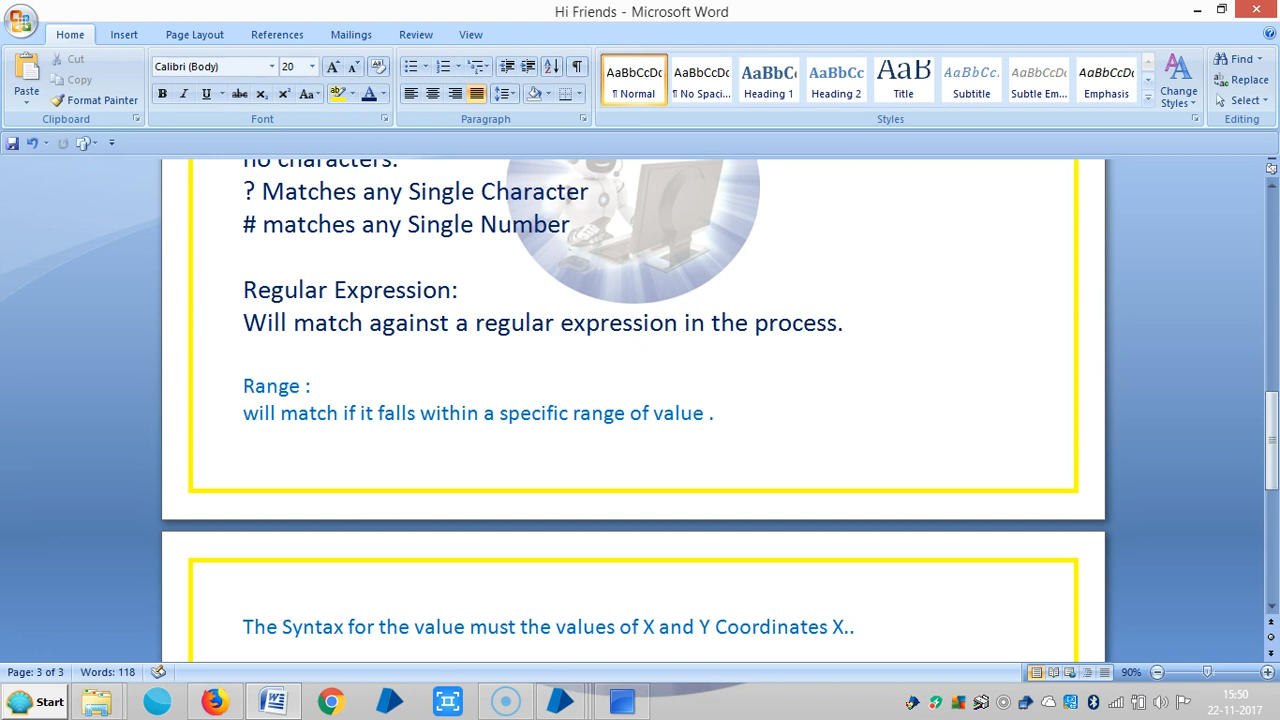 Hi Friends - Microsoft Word
Home Insert Page Layout References Mailings Review View
Paste
Cut
Copy
Format Painter
Clipboard
Calibri (Body) 20
B I U abc x₂ x² Aa
Font
Paragraph
AaBbCcDc AaBbCcDc AaBbCc AaBbCc AaB AaBbCc. AaBbCcDc AaBbCcDc
¶ Normal ¶ No Spaci... Heading 1 Heading 2 Title Subtitle Subtle Em... Emphasis
Styles
Change
Styles
Find
Replace
Select
Editing
no characters.
? Matches any Single Character
# matches any Single Number
Regular Expression:
Will match against a regular expression in the process.
Range :
will match if it falls within a specific range of value .
The Syntax for the value must the values of X and Y Coordinates X..
Page: 3 of 3 Words: 118 90%
Start
15:50
22-11-2017